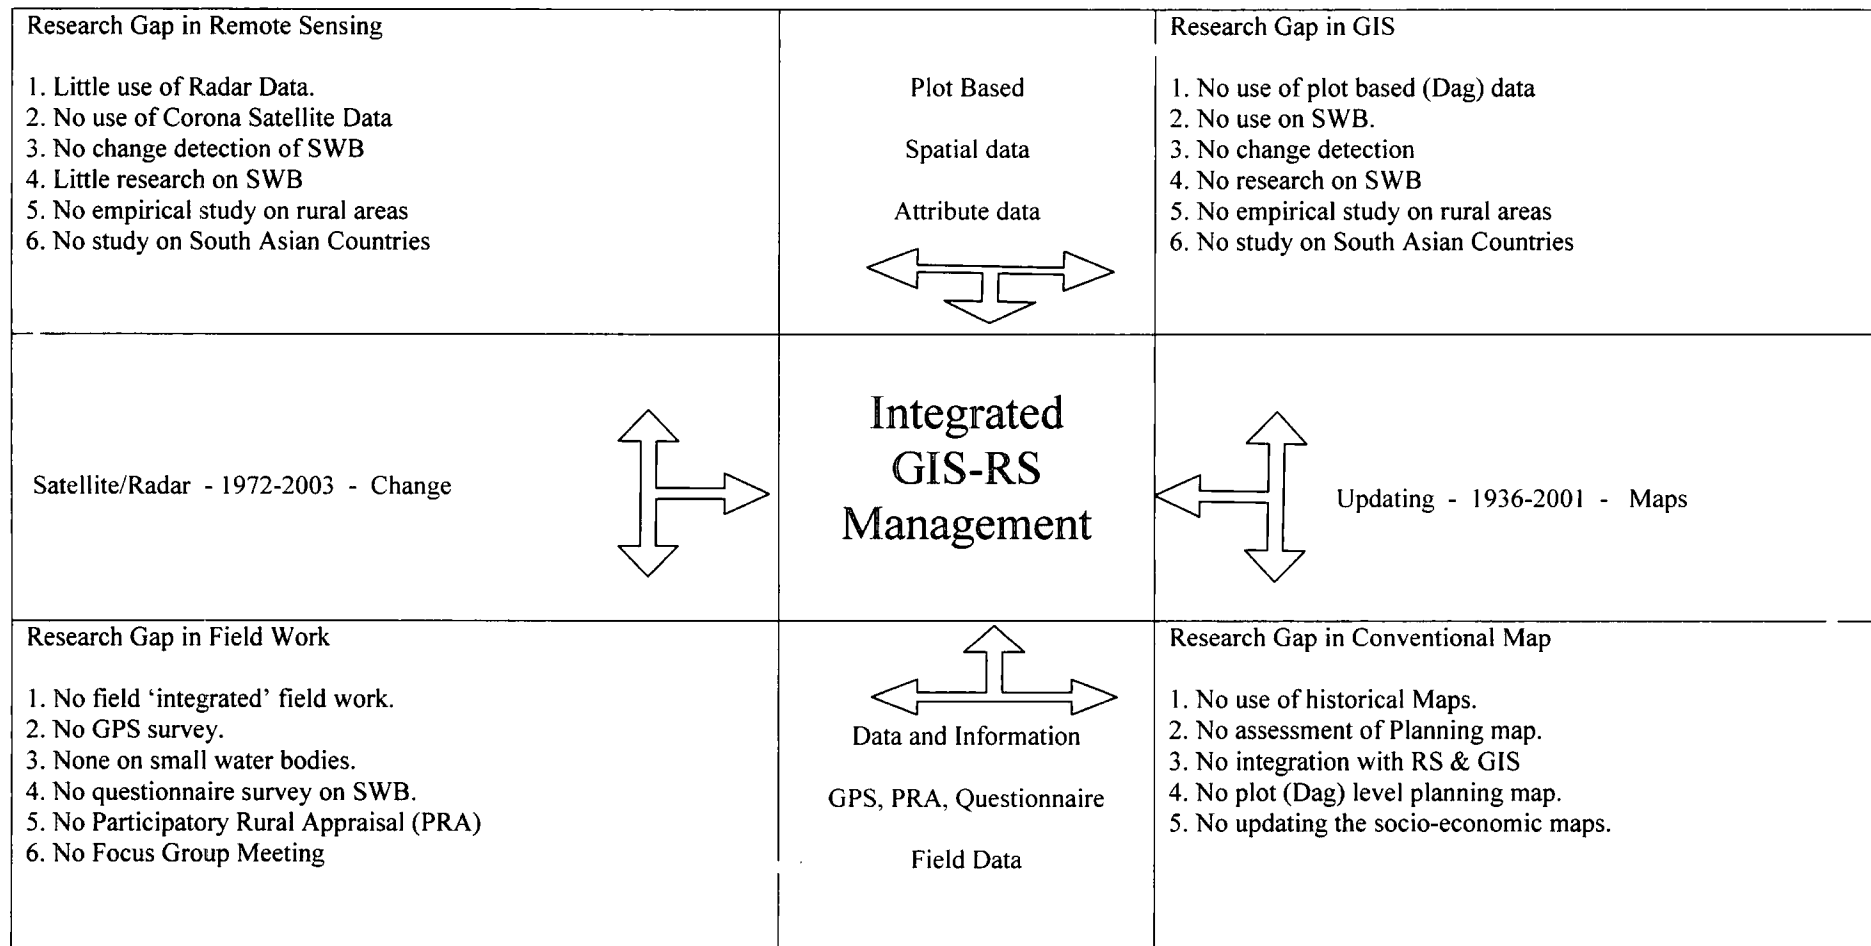 Research Gap in Remote Sensing
1. Little use of Radar Data.
2. No use of Corona Satellite Data
3. No change detection of SWB
4. Little research on SWB
5. No empirical study on rural areas
6. No study on South Asian Countries
Plot Based
Spatial data
Attribute data
Research Gap in GIS
1. No use of plot based (Dag) data
2. No use on SWB.
3. No change detection
4. No research on SWB
5. No empirical study on rural areas
6. No study on South Asian Countries
Satellite/Radar - 1972-2003 - Change
Integrated
GIS-RS
Management
Updating - 1936-2001 - Maps
Research Gap in Field Work
1. No field ‘integrated’ field work.
2. No GPS survey.
3. None on small water bodies.
4. No questionnaire survey on SWB.
5. No Participatory Rural Appraisal (PRA)
6. No Focus Group Meeting
Data and Information
GPS, PRA, Questionnaire
Field Data
Research Gap in Conventional Map
1. No use of historical Maps.
2. No assessment of Planning map.
3. No integration with RS & GIS
4. No plot (Dag) level planning map.
5. No updating the socio-economic maps.